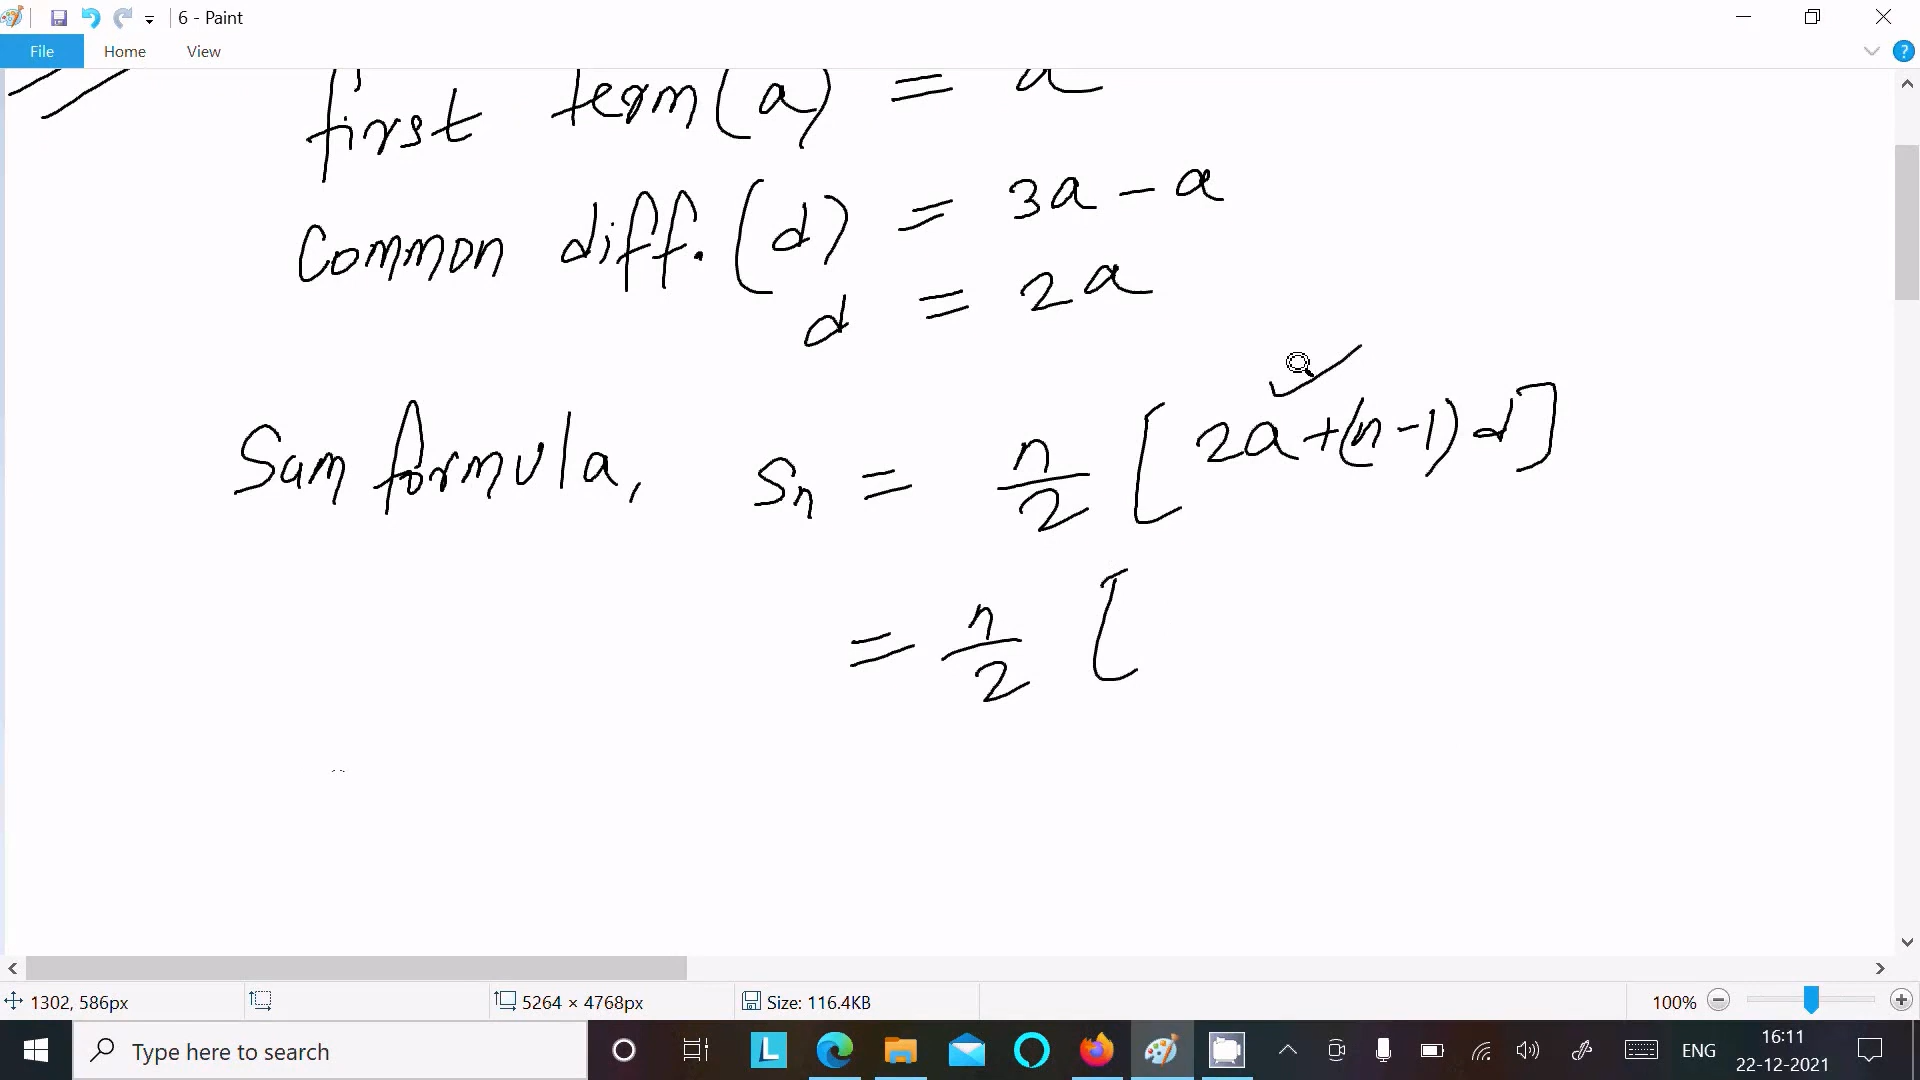 6 - Paint
File Home View
first term(a) = a
Common diff. (d) = 3a - a
d = 2a
Sum formula, Sn = n/2 [2a+(n-1)d]
= n/2 [
1302, 586px 5264 × 4768px Size: 116.4KB 100%
Type here to search L ENG 16:11
22-12-2021